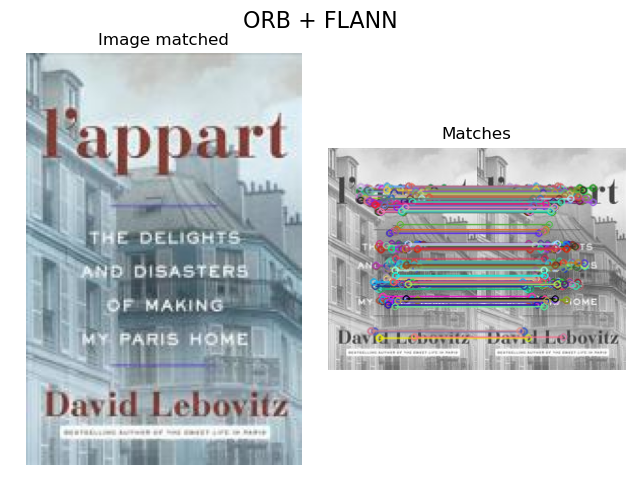 ORB + FLANN
Image matched
l'appart
THE DELIGHTS
AND DISASTERS
OF MAKING
MY PARIS HOME
David Lebovitz
BESTSELLING AUTHOR OF THE SWEET LIFE IN PARIS
Matches
MY
HOME
David Lebovitz David Lebovitz
BESTSELLING AUTHOR OF THE SWEET LIFE IN PARIS BESTSELLING AUTHOR OF THE SWEET LIFE IN PARIS